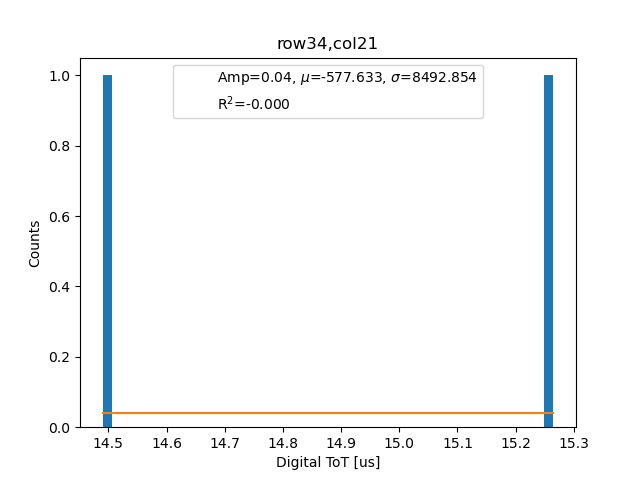 row34,col21
Amp=0.04, μ=-577.633, σ=8492.854
R²=-0.000
1.0
0.8
0.6
0.4
0.2
0.0
Counts
14.5 14.6 14.7 14.8 14.9 15.0 15.1 15.2 15.3
Digital ToT [us]